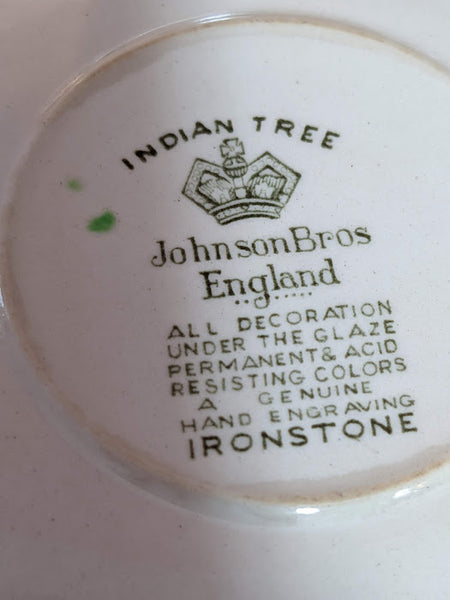 INDIAN TREE
Johnson Bros
England
ALL DECORATION
UNDER THE GLAZE
PERMANENT & ACID
RESISTING COLORS
A GENUINE
HAND ENGRAVING
IRONSTONE